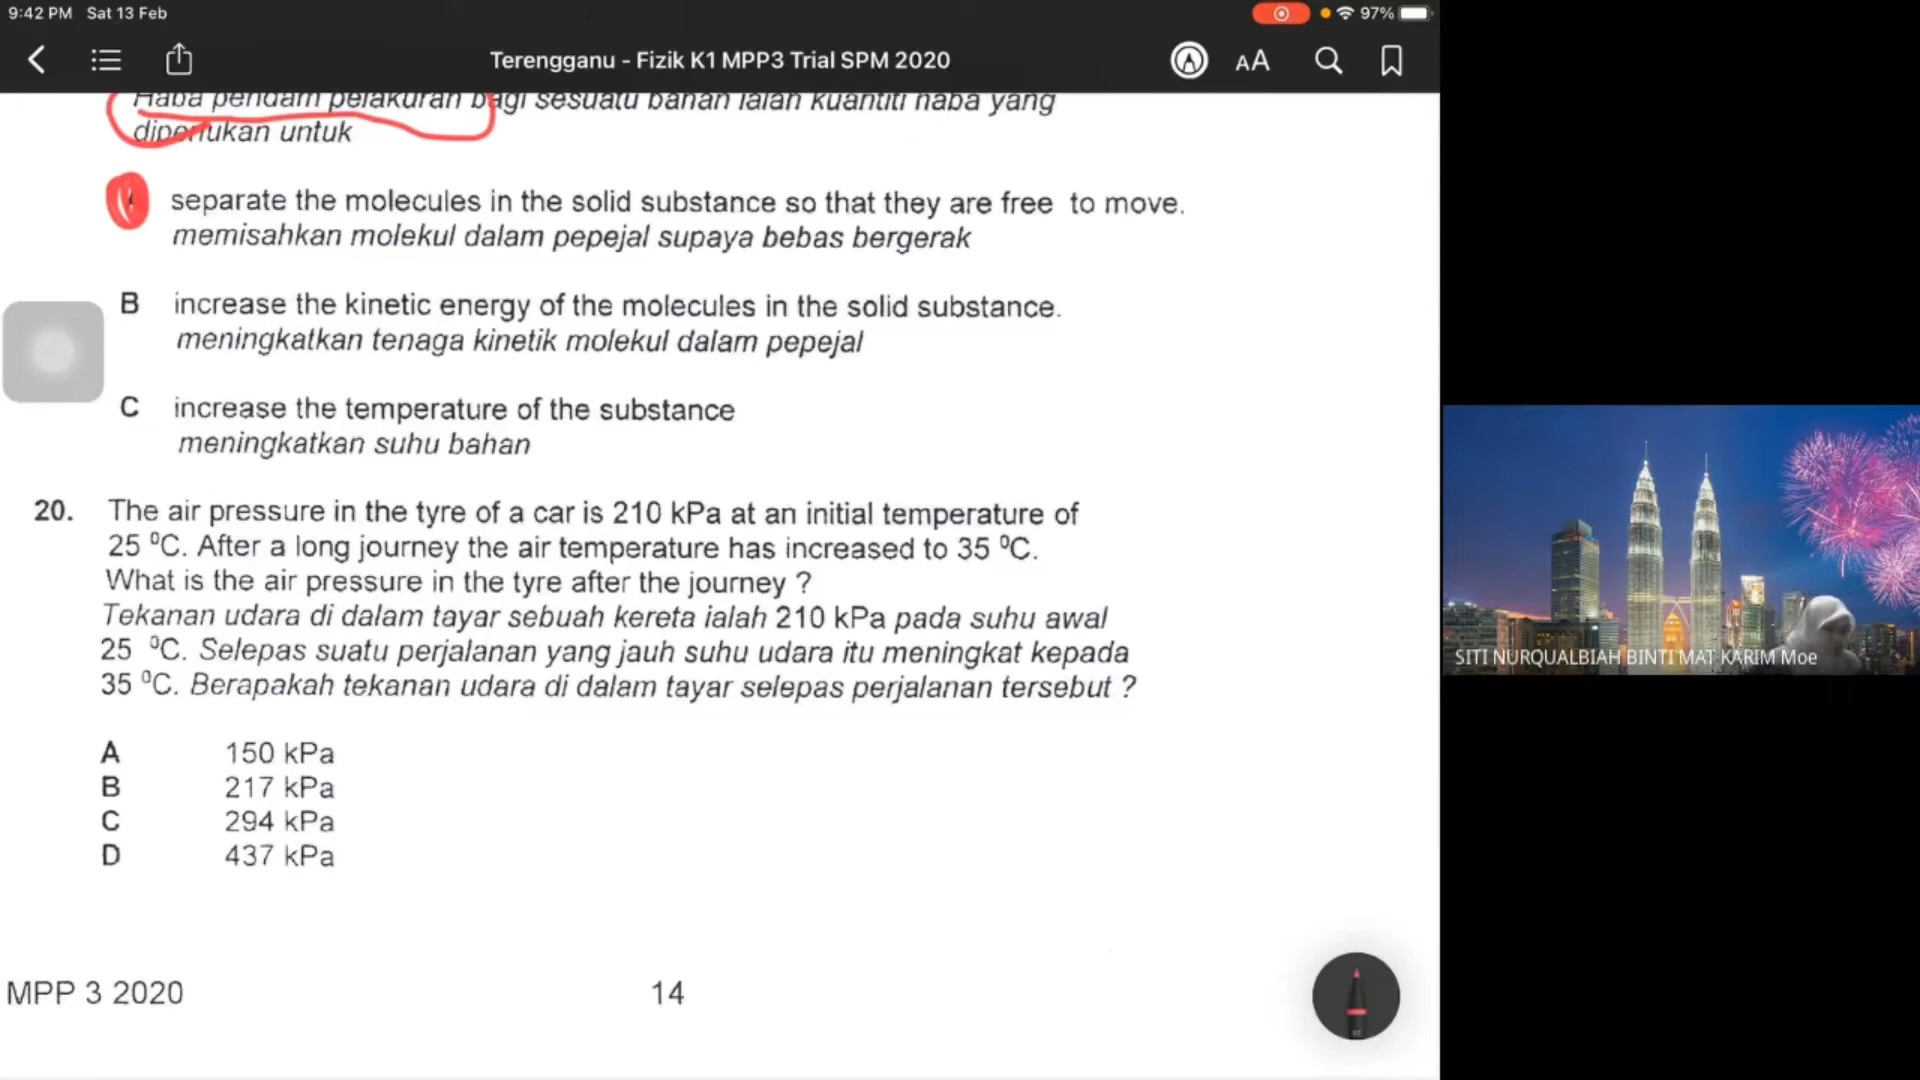 9:42 PM Sat 13 Feb
97%
Terengganu - Fizik K1 MPP3 Trial SPM 2020
AA
Haba pendam pelakuran bagi sesuatu bahan ialah kuantiti haba yang
diperlukan untuk
separate the molecules in the solid substance so that they are free to move.
memisahkan molekul dalam pepejal supaya bebas bergerak
B increase the kinetic energy of the molecules in the solid substance.
meningkatkan tenaga kinetik molekul dalam pepejal
C increase the temperature of the substance
meningkatkan suhu bahan
20. The air pressure in the tyre of a car is 210 kPa at an initial temperature of
25 ⁰C. After a long journey the air temperature has increased to 35 ⁰C.
What is the air pressure in the tyre after the journey ?
Tekanan udara di dalam tayar sebuah kereta ialah 210 kPa pada suhu awal
25 ⁰C. Selepas suatu perjalanan yang jauh suhu udara itu meningkat kepada
35 ⁰C. Berapakah tekanan udara di dalam tayar selepas perjalanan tersebut ?
A 150 kPa
B 217 kPa
C 294 kPa
D 437 kPa
MPP 3 2020
14
SITI NURQUALBIAH BINTI MAT KARIM Moe